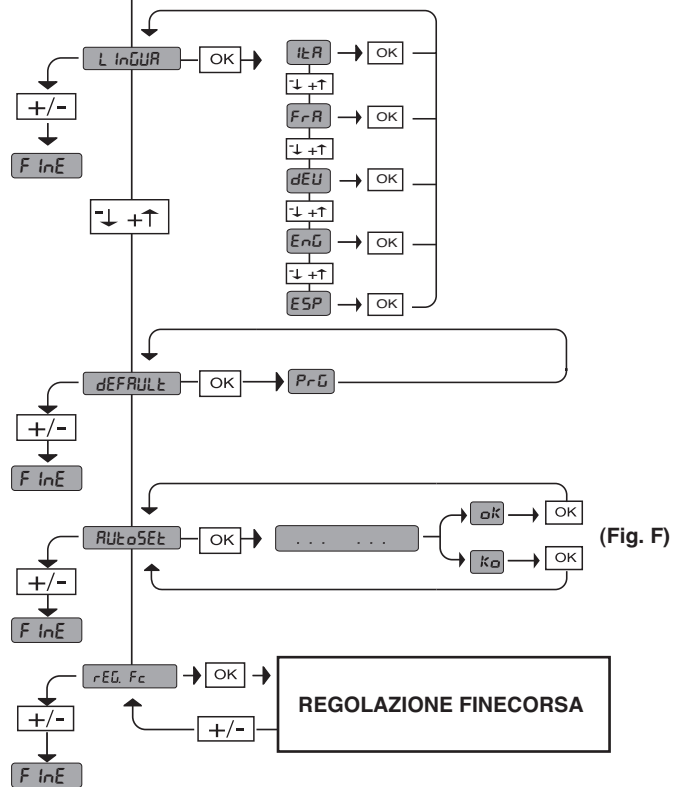 LInGUA
OK
ItA
OK
+/-
-↓ +↑
FrA
OK
FInE
-↓ +↑
dEU
OK
-↓ +↑
-↓ +↑
EnG
OK
-↓ +↑
ESP
OK
dEFAULt
OK
PrG
+/-
FInE
AUtoSEt
OK
... ...
oK
OK
Ko
OK
(Fig. F)
+/-
FInE
rEG. Fc
OK
REGOLAZIONE FINECORSA
+/-
+/-
FInE